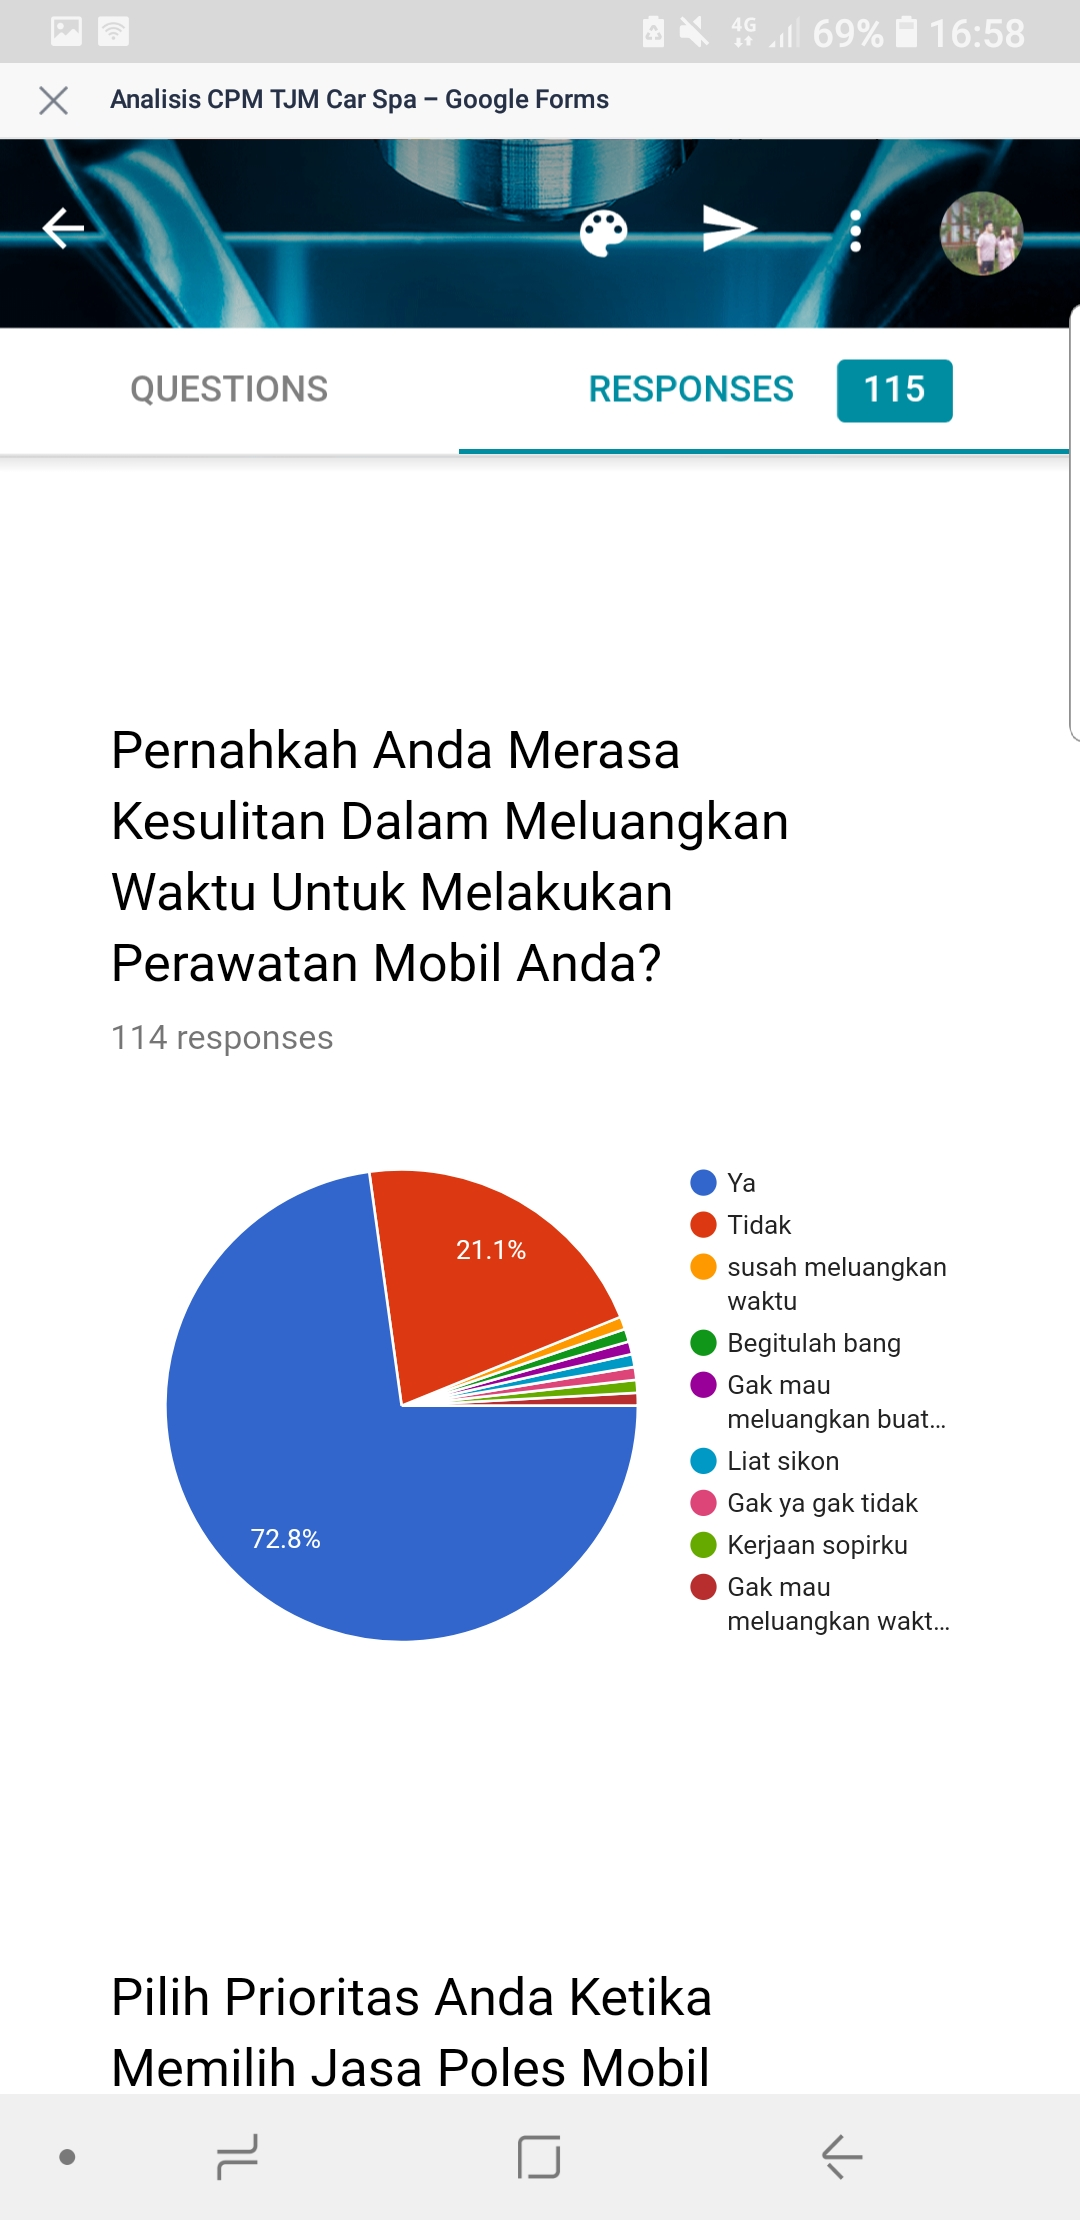 4G 69% 16:58
Analisis CPM TJM Car Spa – Google Forms
QUESTIONS
RESPONSES 115
Pernahkah Anda Merasa
Kesulitan Dalam Meluangkan
Waktu Untuk Melakukan
Perawatan Mobil Anda?
114 responses
21.1%
72.8%
Ya
Tidak
susah meluangkan
waktu
Begitulah bang
Gak mau
meluangkan buat...
Liat sikon
Gak ya gak tidak
Kerjaan sopirku
Gak mau
meluangkan wakt...
Pilih Prioritas Anda Ketika
Memilih Jasa Poles Mobil